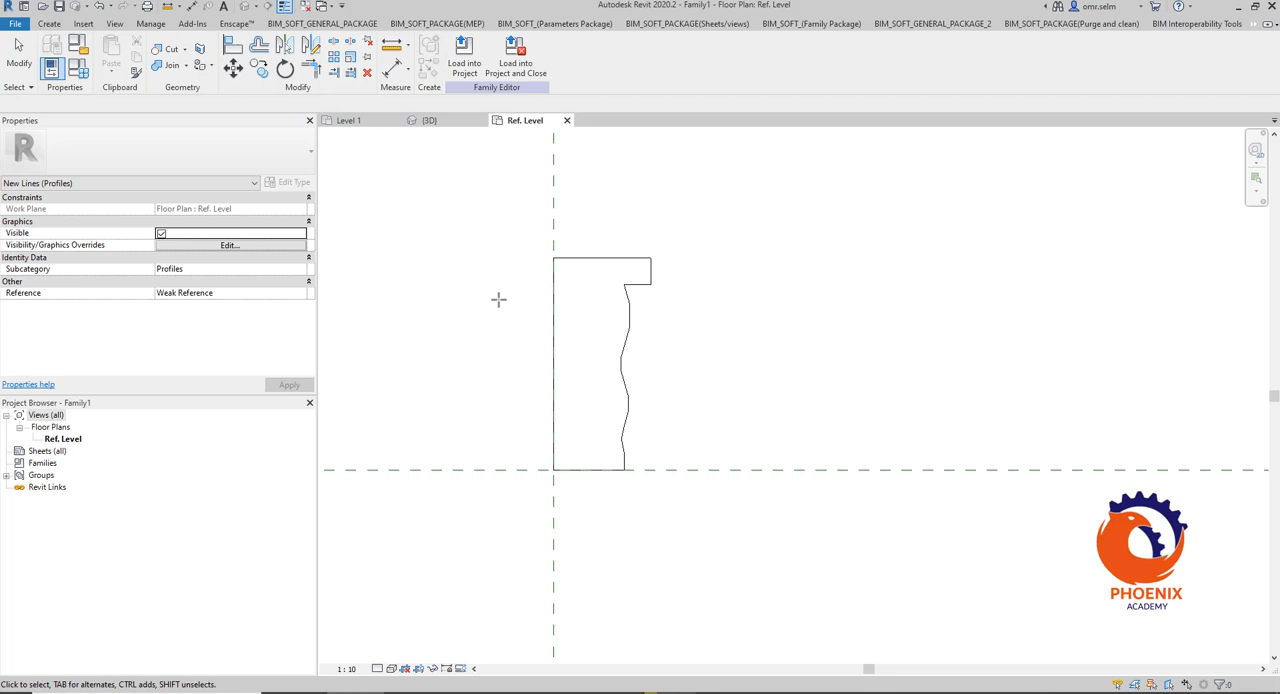 Autodesk Revit 2020.2 - Family1 - Floor Plan: Ref. Level
omr.selm
File Create Insert View Manage Add-Ins Enscape™ BIM_SOFT_GENERAL_PACKAGE BIM_SOFT_PACKAGE(MEP) BIM_SOFT_(Parameters Package) BIM_SOFT_PACKAGE(Sheets/views) BIM_SOFT_(Family Package) BIM_SOFT_GENERAL_PACKAGE_2 BIM_SOFT_PACKAGE(Purge and clean) BIM Interoperability Tools
Modify Paste Cut Join Load into Project Load into Project and Close
Select Properties Clipboard Geometry Modify Measure Create Family Editor
Properties
Level 1 {3D} Ref. Level
New Lines (Profiles) Edit Type
Constraints
Work Plane Floor Plan : Ref. Level
Graphics
Visible
Visibility/Graphics Overrides Edit...
Identity Data
Subcategory Profiles
Other
Reference Weak Reference
Properties help Apply
Project Browser - Family1
Views (all)
Floor Plans
Ref. Level
Sheets (all)
Families
Groups
Revit Links
PHOENIX
ACADEMY
1 : 10
Click to select, TAB for alternates, CTRL adds, SHIFT unselects.
:0